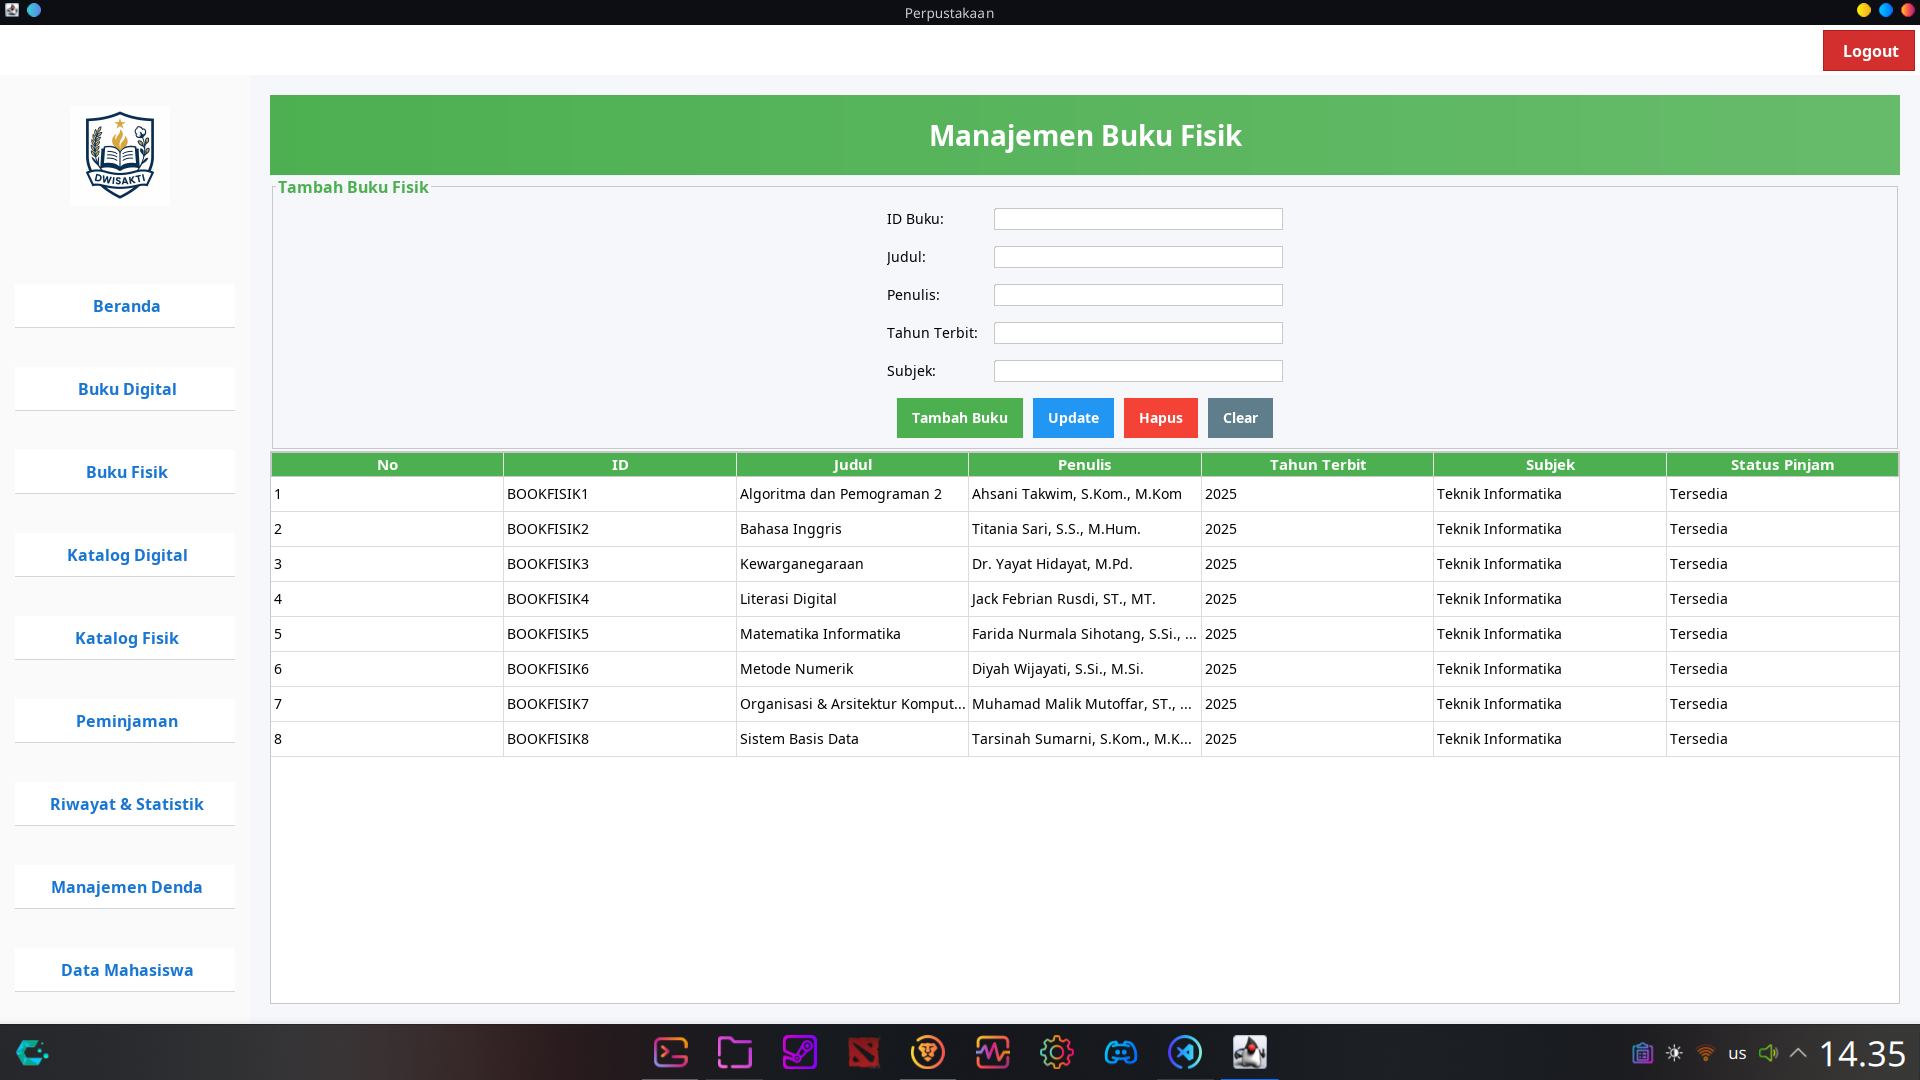 Perpustakaan
Logout
DWISAKTI
Manajemen Buku Fisik
Beranda
Buku Digital
Buku Fisik
Katalog Digital
Katalog Fisik
Peminjaman
Riwayat & Statistik
Manajemen Denda
Data Mahasiswa
Tambah Buku Fisik
ID Buku:
Judul:
Penulis:
Tahun Terbit:
Subjek:
Tambah Buku Update Hapus Clear
No ID Judul Penulis Tahun Terbit Subjek Status Pinjam
1 BOOKFISIK1 Algoritma dan Pemograman 2 Ahsani Takwim, S.Kom., M.Kom 2025 Teknik Informatika Tersedia
2 BOOKFISIK2 Bahasa Inggris Titania Sari, S.S., M.Hum. 2025 Teknik Informatika Tersedia
3 BOOKFISIK3 Kewarganegaraan Dr. Yayat Hidayat, M.Pd. 2025 Teknik Informatika Tersedia
4 BOOKFISIK4 Literasi Digital Jack Febrian Rusdi, ST., MT. 2025 Teknik Informatika Tersedia
5 BOOKFISIK5 Matematika Informatika Farida Nurmala Sihotang, S.Si., ... 2025 Teknik Informatika Tersedia
6 BOOKFISIK6 Metode Numerik Diyah Wijayati, S.Si., M.Si. 2025 Teknik Informatika Tersedia
7 BOOKFISIK7 Organisasi & Arsitektur Komput... Muhamad Malik Mutoffar, ST., ... 2025 Teknik Informatika Tersedia
8 BOOKFISIK8 Sistem Basis Data Tarsinah Sumarni, S.Kom., M.K... 2025 Teknik Informatika Tersedia
us 14.35